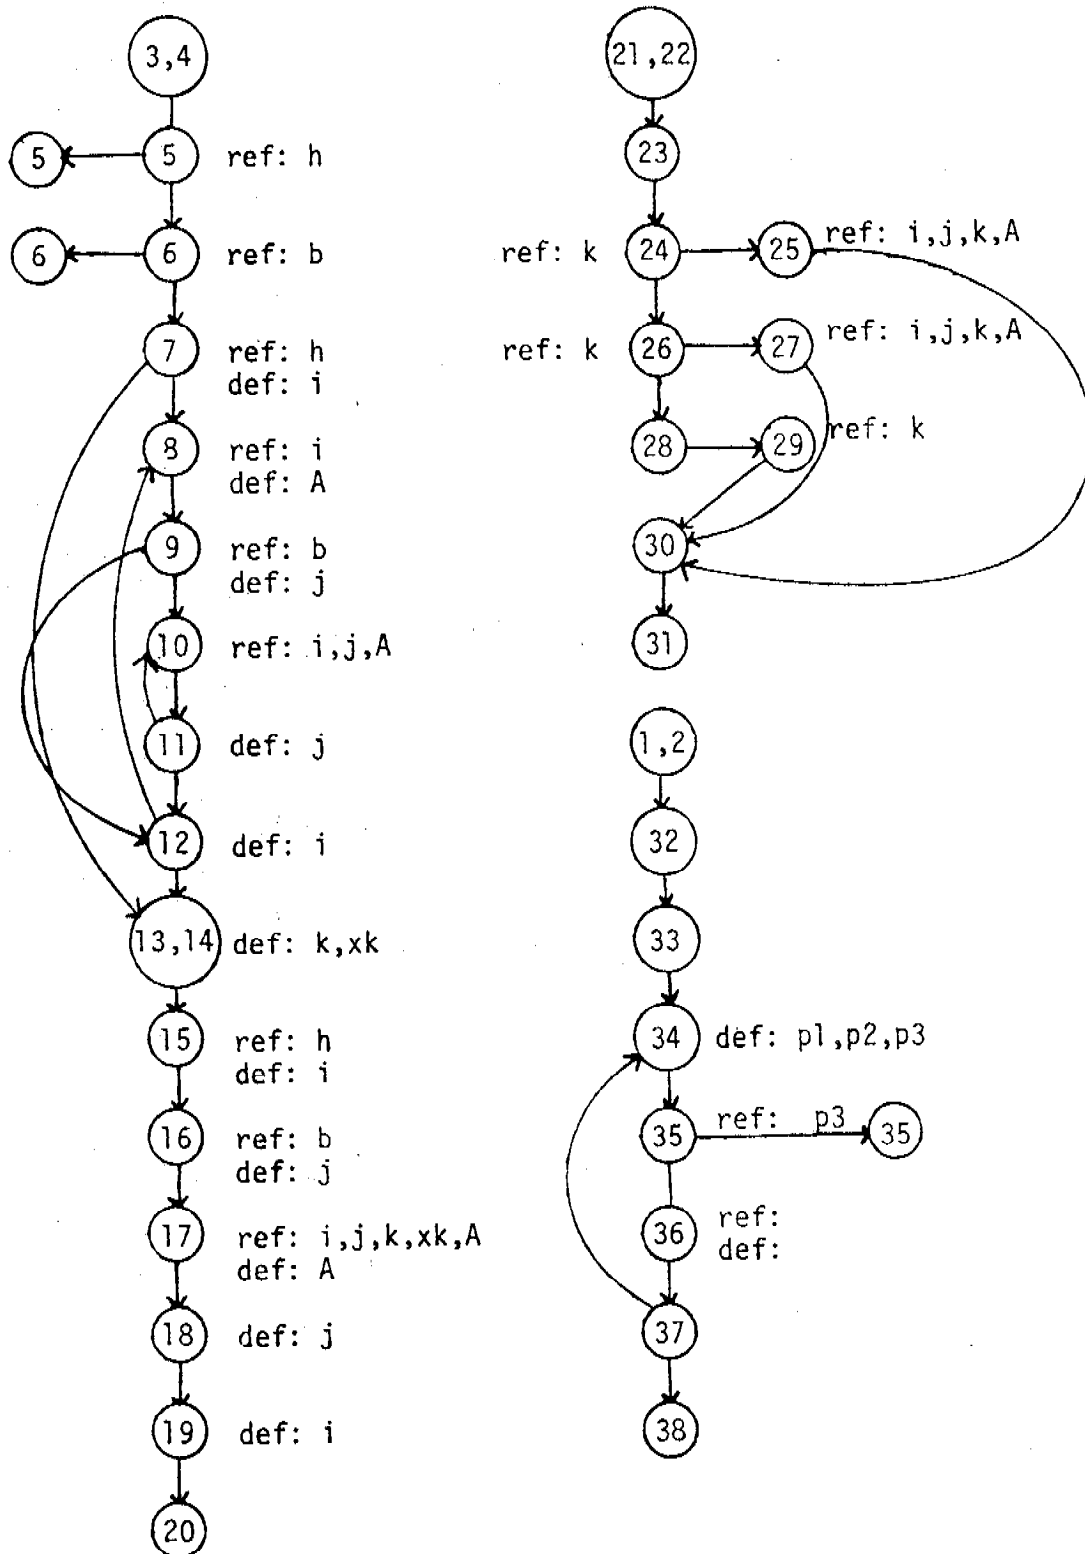 3,4
5
5
ref: h
6
6
ref: b
7
ref: h
def: i
8
ref: i
def: A
9
ref: b
def: j
10
ref: i,j,A
11
def: j
12
def: i
13,14
def: k,xk
15
ref: h
def: i
16
ref: b
def: j
17
ref: i,j,k,xk,A
def: A
18
def: j
19
def: i
20
21,22
23
ref: k
24
25
ref: i,j,k,A
ref: k
26
27
ref: i,j,k,A
28
29
ref: k
30
31
1,2
32
33
34
def: p1,p2,p3
35
ref: p3
35
36
ref:
def:
37
38